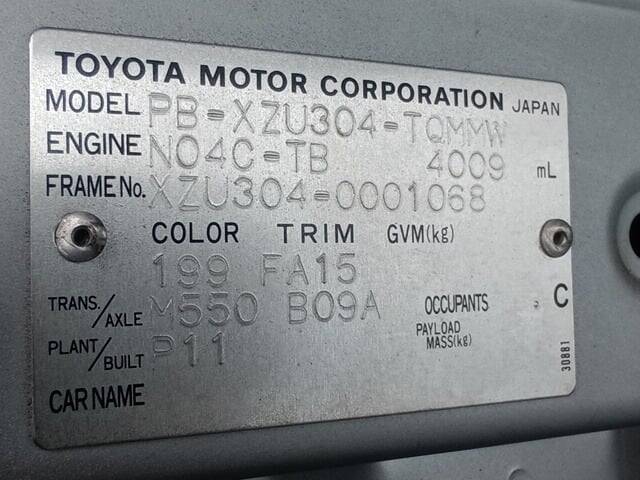 TOYOTA MOTOR CORPORATION JAPAN
MODEL PB-XZU304-TQMMW
ENGINE N04C-TB 4009 mL
FRAME No. XZU304-0001068
COLOR TRIM GVM(kg)
199 FA15
TRANS./AXLE M550 B09A OCCUPANTS C
PLANT/BUILT P11 PAYLOAD MASS(kg)
CAR NAME
30881